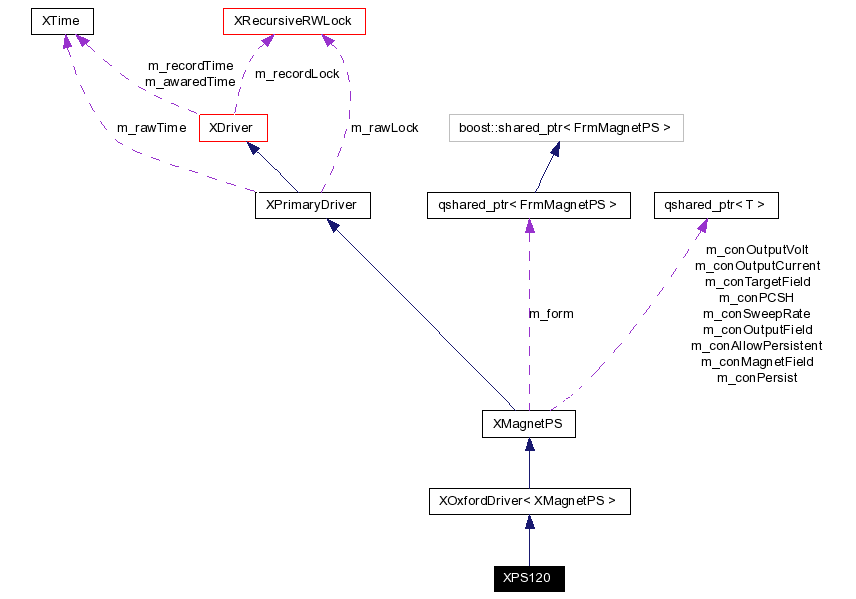 XTime
XRecursiveRWLock
m_recordTime
m_awaredTime
m_recordLock
m_rawTime
XDriver
m_rawLock
boost::shared_ptr< FrmMagnetPS >
XPrimaryDriver
qshared_ptr< FrmMagnetPS >
qshared_ptr< T >
m_form
m_conOutputVolt
m_conOutputCurrent
m_conTargetField
m_conPCSH
m_conSweepRate
m_conOutputField
m_conAllowPersistent
m_conMagnetField
m_conPersist
XMagnetPS
XOxfordDriver< XMagnetPS >
XPS120